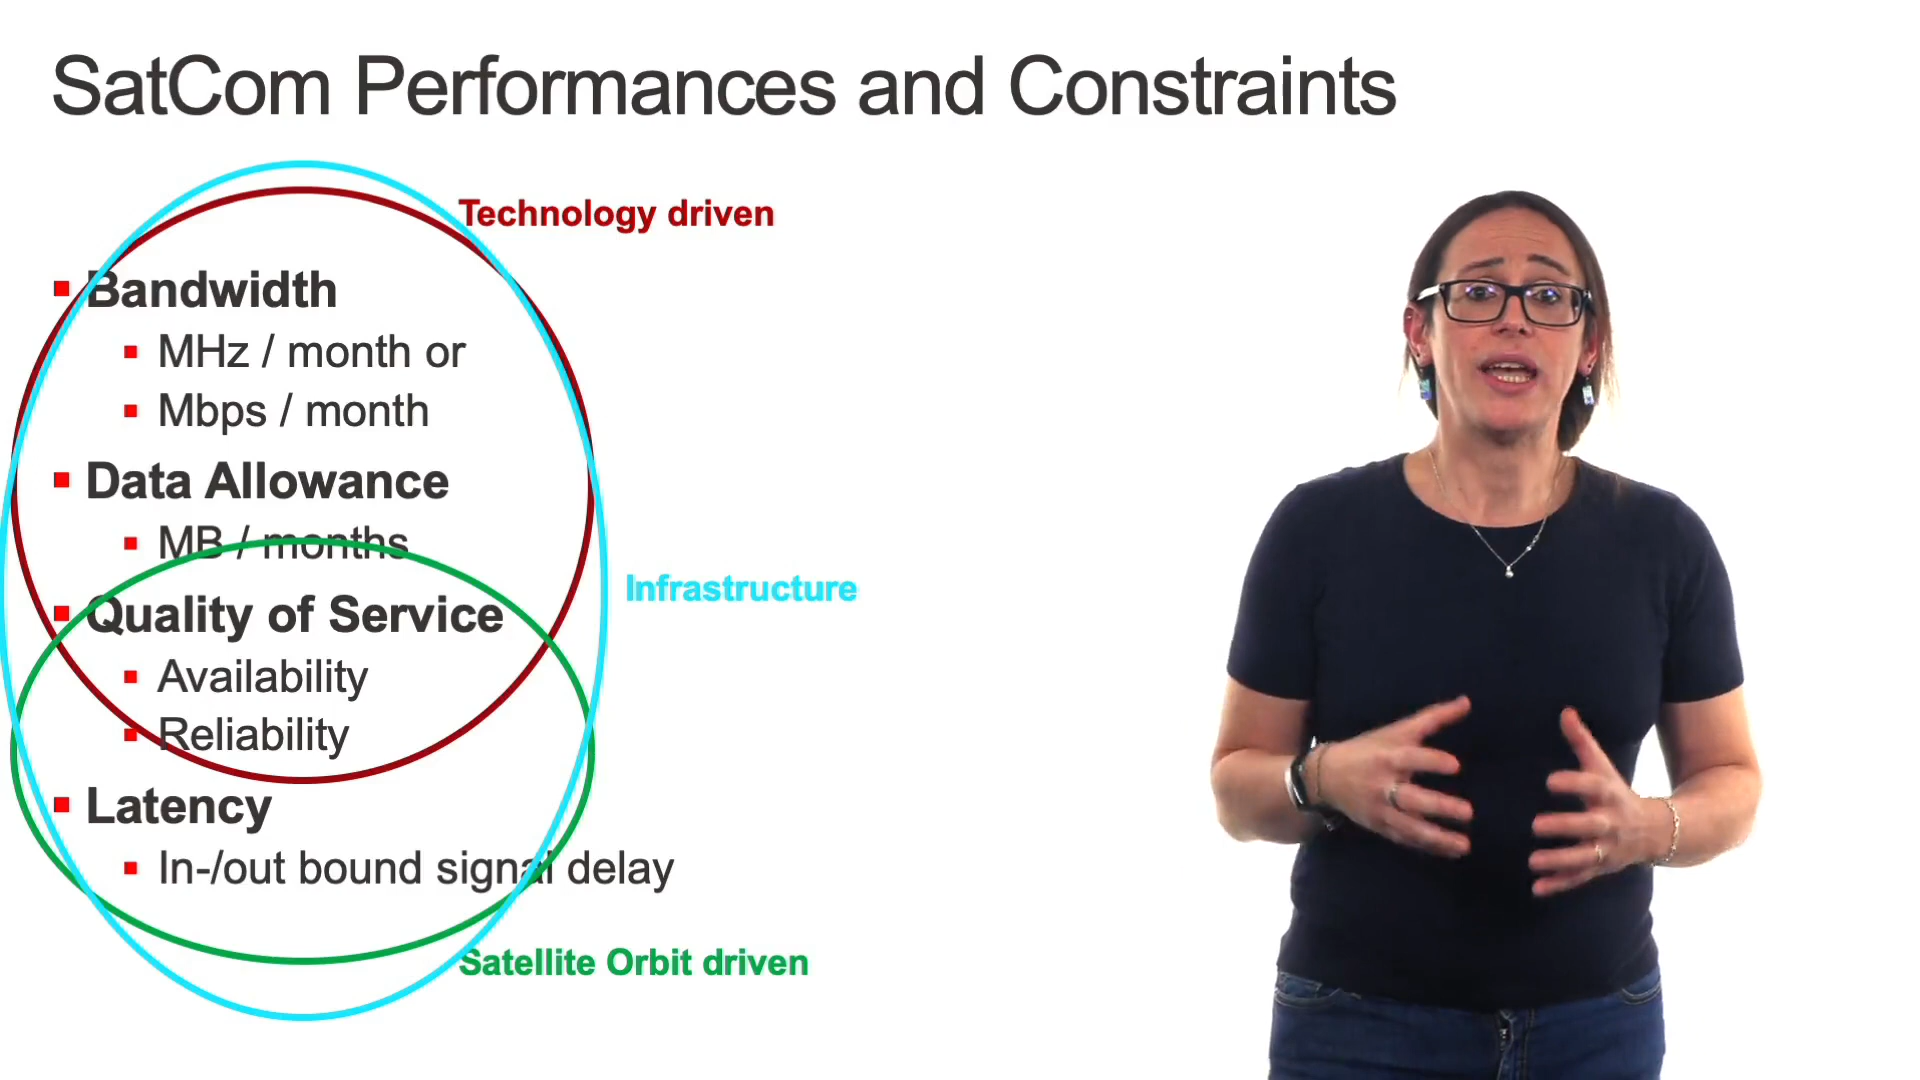 SatCom Performances and Constraints
Technology driven
Bandwidth
MHz / month or
Mbps / month
Data Allowance
MB / months
Quality of Service
Infrastructure
Availability
Reliability
Latency
In-/out bound signal delay
Satellite Orbit driven